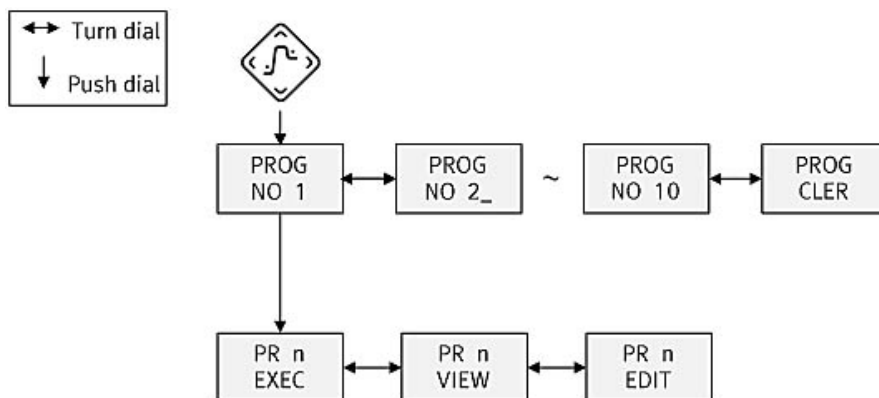 Turn dial
Push dial
PROG
NO 1
PROG
NO 2_
~
PROG
NO 10
PROG
CLER
PR n
EXEC
PR n
VIEW
PR n
EDIT